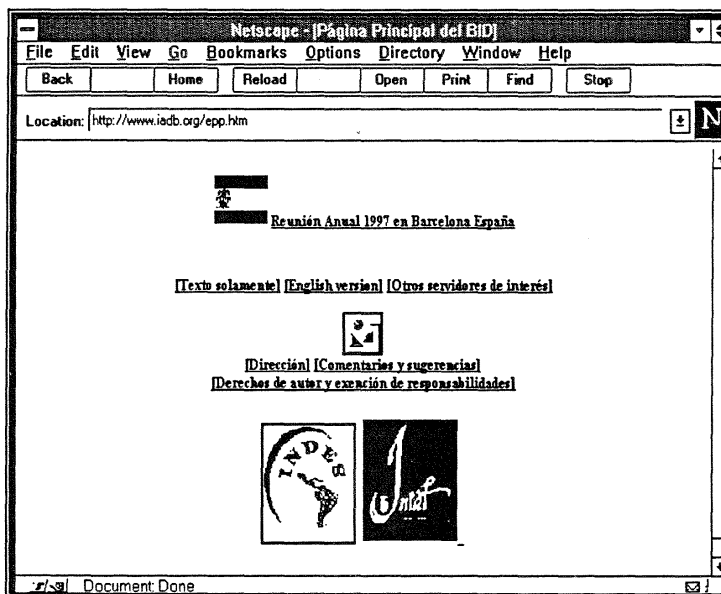 Netscape - [Página Principal del BID]
File Edit View Go Bookmarks Options Directory Window Help
Back Home Reload Open Print Find Stop
Location: http://www.iadb.org/epp.htm
N
Reunión Anual 1997 en Barcelona España
[Texto solamente] [English version] [Otros servidores de interés]
[Dirección] [Comentarios y sugerencias]
[Derechos de autor y exención de responsabilidades]
INDES
Intal
Document: Done